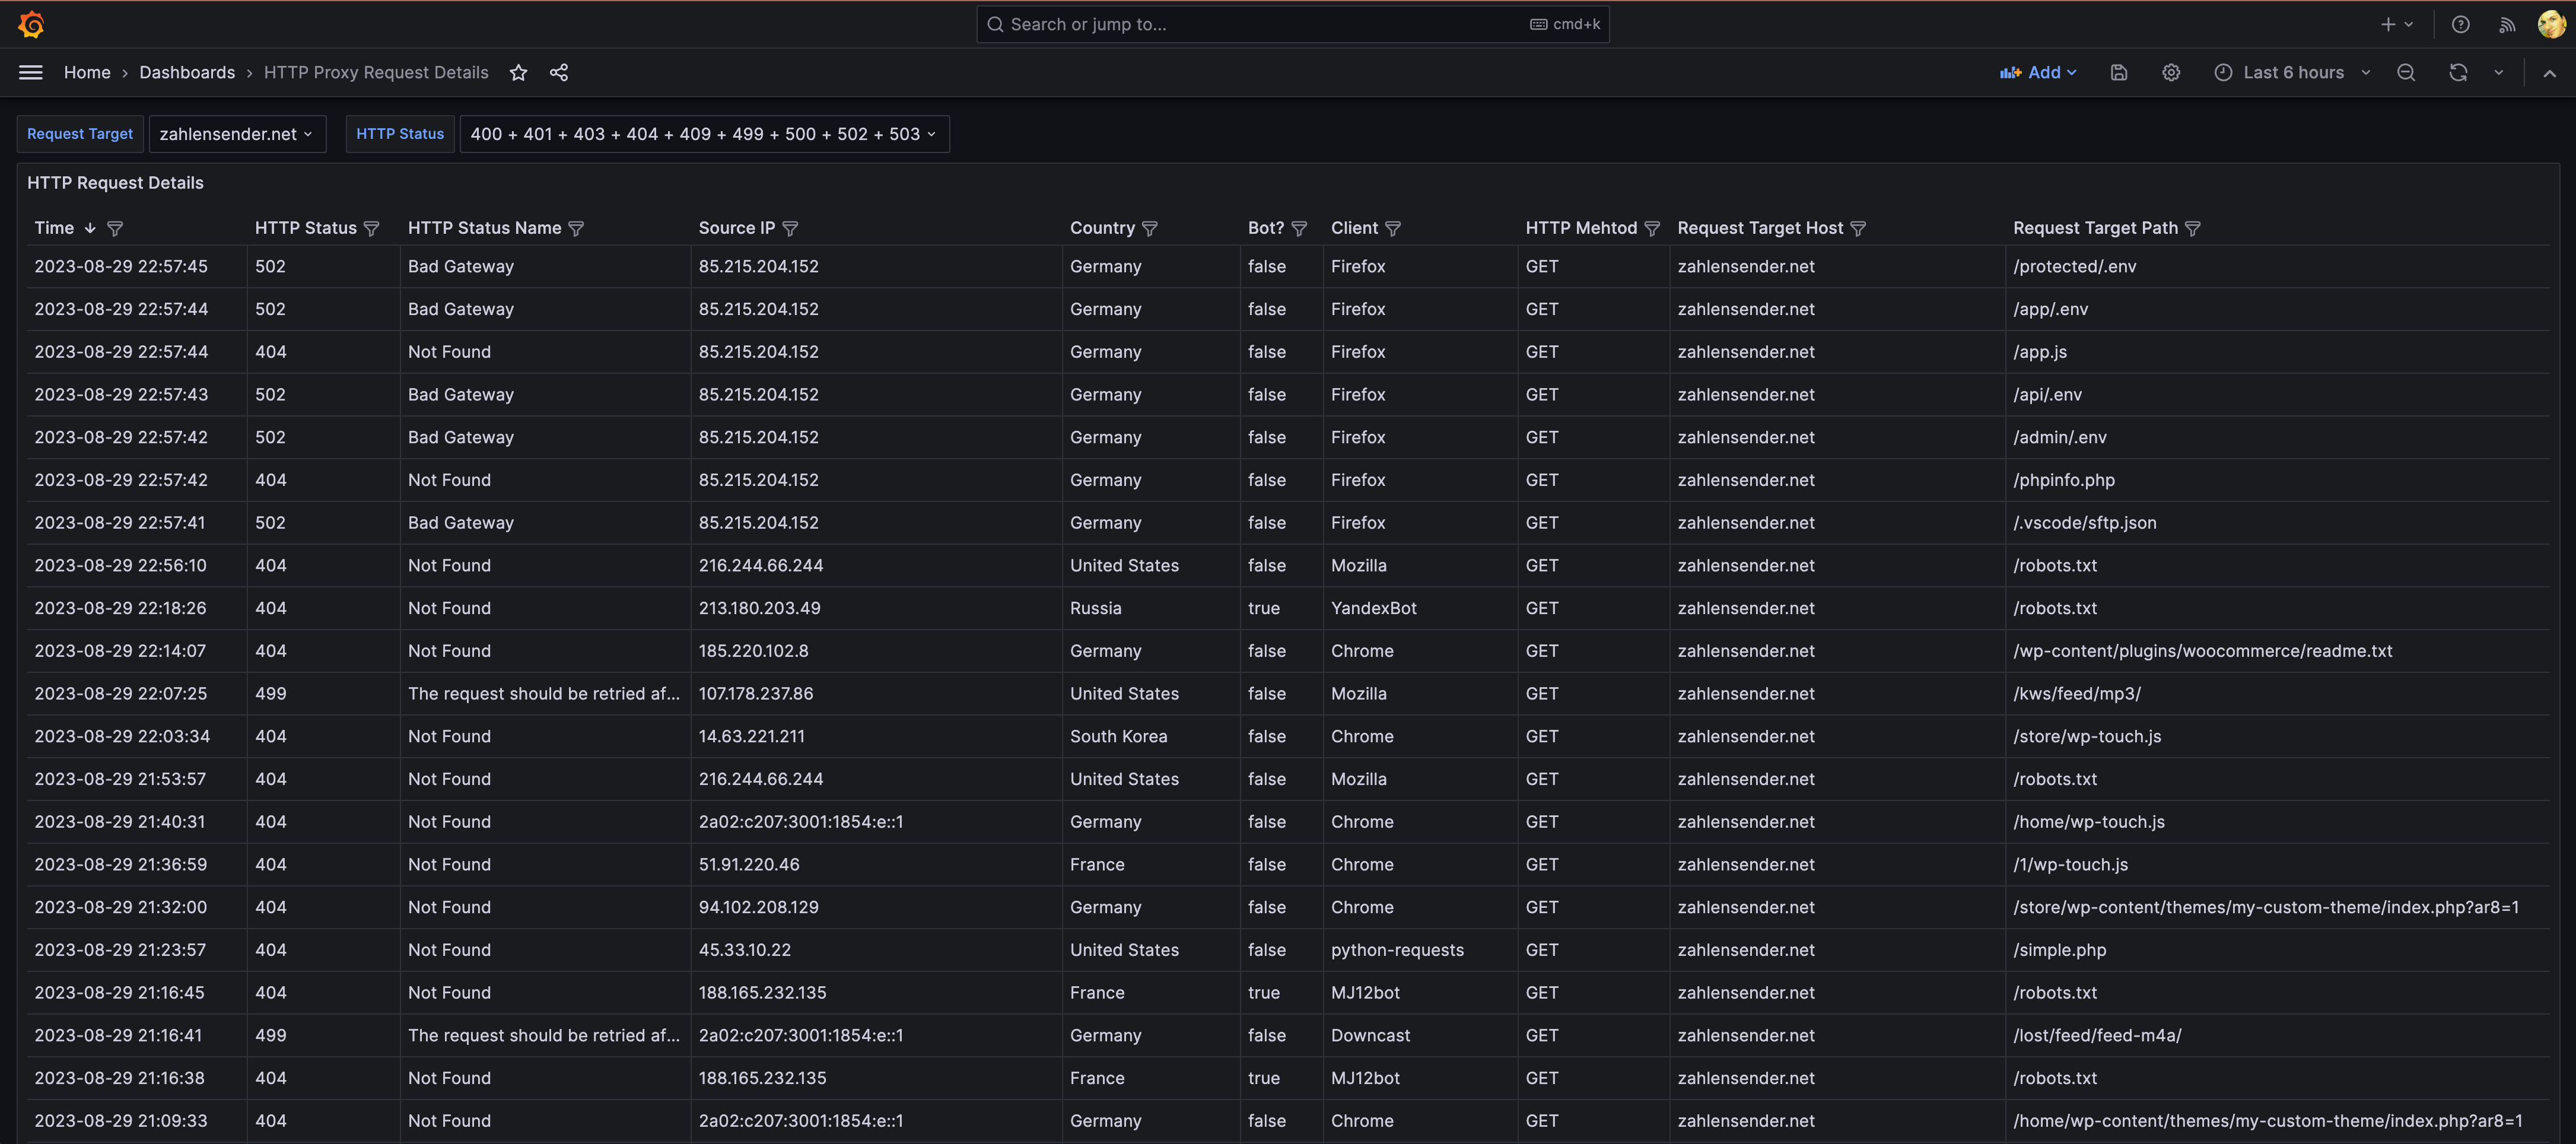 Search or jump to... cmd+k
Home › Dashboards › HTTP Proxy Request Details Add Last 6 hours
Request Target zahlensender.net HTTP Status 400 + 401 + 403 + 404 + 409 + 499 + 500 + 502 + 503
HTTP Request Details
Time HTTP Status HTTP Status Name Source IP Country Bot? Client HTTP Mehtod Request Target Host Request Target Path
2023-08-29 22:57:45 502 Bad Gateway 85.215.204.152 Germany false Firefox GET zahlensender.net /protected/.env
2023-08-29 22:57:44 502 Bad Gateway 85.215.204.152 Germany false Firefox GET zahlensender.net /app/.env
2023-08-29 22:57:44 404 Not Found 85.215.204.152 Germany false Firefox GET zahlensender.net /app.js
2023-08-29 22:57:43 502 Bad Gateway 85.215.204.152 Germany false Firefox GET zahlensender.net /api/.env
2023-08-29 22:57:42 502 Bad Gateway 85.215.204.152 Germany false Firefox GET zahlensender.net /admin/.env
2023-08-29 22:57:42 404 Not Found 85.215.204.152 Germany false Firefox GET zahlensender.net /phpinfo.php
2023-08-29 22:57:41 502 Bad Gateway 85.215.204.152 Germany false Firefox GET zahlensender.net /.vscode/sftp.json
2023-08-29 22:56:10 404 Not Found 216.244.66.244 United States false Mozilla GET zahlensender.net /robots.txt
2023-08-29 22:18:26 404 Not Found 213.180.203.49 Russia true YandexBot GET zahlensender.net /robots.txt
2023-08-29 22:14:07 404 Not Found 185.220.102.8 Germany false Chrome GET zahlensender.net /wp-content/plugins/woocommerce/readme.txt
2023-08-29 22:07:25 499 The request should be retried af... 107.178.237.86 United States false Mozilla GET zahlensender.net /kws/feed/mp3/
2023-08-29 22:03:34 404 Not Found 14.63.221.211 South Korea false Chrome GET zahlensender.net /store/wp-touch.js
2023-08-29 21:53:57 404 Not Found 216.244.66.244 United States false Mozilla GET zahlensender.net /robots.txt
2023-08-29 21:40:31 404 Not Found 2a02:c207:3001:1854:e::1 Germany false Chrome GET zahlensender.net /home/wp-touch.js
2023-08-29 21:36:59 404 Not Found 51.91.220.46 France false Chrome GET zahlensender.net /1/wp-touch.js
2023-08-29 21:32:00 404 Not Found 94.102.208.129 Germany false Chrome GET zahlensender.net /store/wp-content/themes/my-custom-theme/index.php?ar8=1
2023-08-29 21:23:57 404 Not Found 45.33.10.22 United States false python-requests GET zahlensender.net /simple.php
2023-08-29 21:16:45 404 Not Found 188.165.232.135 France true MJ12bot GET zahlensender.net /robots.txt
2023-08-29 21:16:41 499 The request should be retried af... 2a02:c207:3001:1854:e::1 Germany false Downcast GET zahlensender.net /lost/feed/feed-m4a/
2023-08-29 21:16:38 404 Not Found 188.165.232.135 France true MJ12bot GET zahlensender.net /robots.txt
2023-08-29 21:09:33 404 Not Found 2a02:c207:3001:1854:e::1 Germany false Chrome GET zahlensender.net /home/wp-content/themes/my-custom-theme/index.php?ar8=1